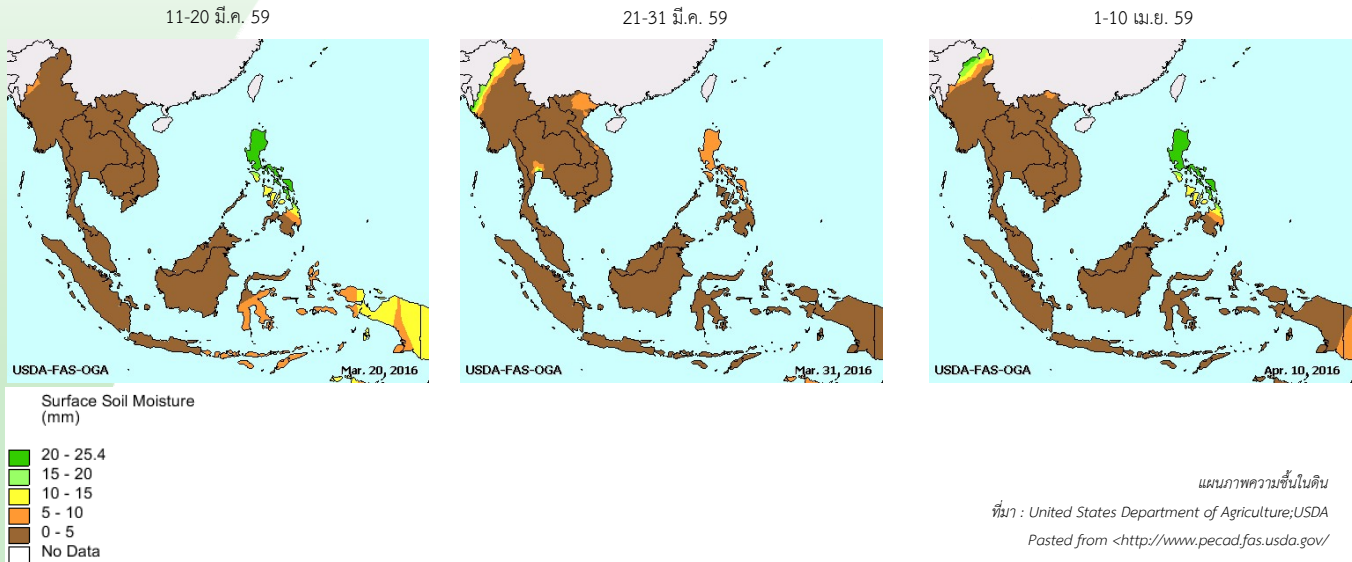 11-20 มี.ค. 59
21-31 มี.ค. 59
1-10 เม.ย. 59
USDA-FAS-OGA
Mar. 20, 2016
USDA-FAS-OGA
Mar. 31, 2016
USDA-FAS-OGA
Apr. 10, 2016
Surface Soil Moisture
(mm)
20 - 25.4
15 - 20
10 - 15
5 - 10
0 - 5
No Data
แผนภาพความชื้นในดิน
ที่มา : United States Department of Agriculture;USDA
Pasted from <http://www.pecad.fas.usda.gov/